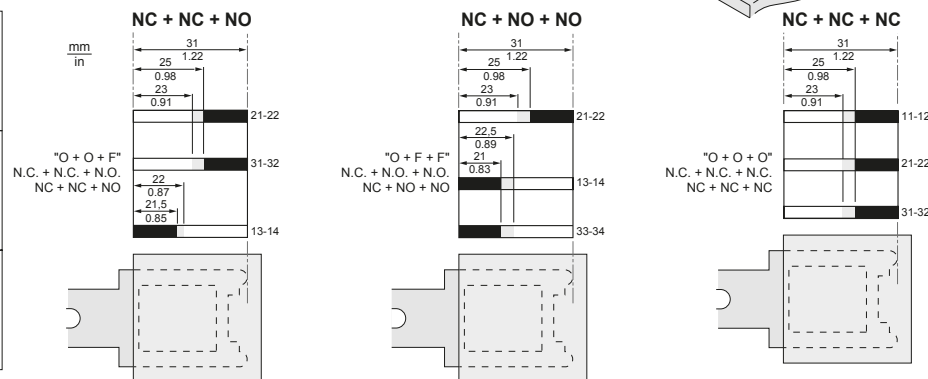 NC + NC + NO
mm
in
31
1.22
25
0.98
23
0.91
21-22
"O + O + F"
N.C. + N.C. + N.O.
NC + NC + NO
31-32
22
0.87
21,5
0.85
13-14
NC + NO + NO
31
1.22
25
0.98
23
0.91
21-22
22,5
0.89
"O + F + F"
N.C. + N.O. + N.O.
NC + NO + NO
21
0.83
13-14
33-34
NC + NC + NC
31
1.22
25
0.98
23
0.91
11-12
"O + O + O"
N.C. + N.C. + N.C.
NC + NC + NC
21-22
31-32